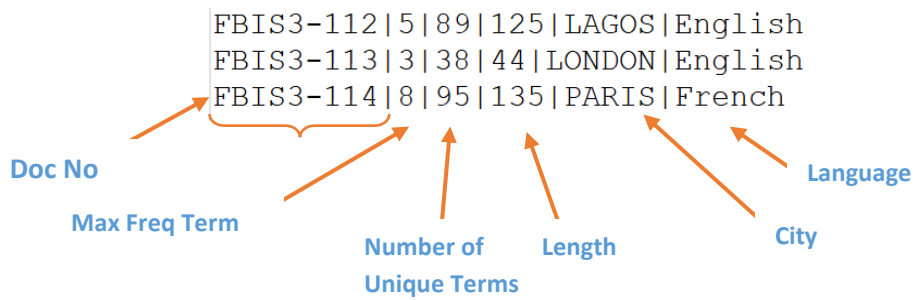 FBIS3-112|5|89|125|LAGOS|English
FBIS3-113|3|38|44|LONDON|English
FBIS3-114|8|95|135|PARIS|French
Doc No
Language
Max Freq Term
City
Number of
Unique Terms
Length